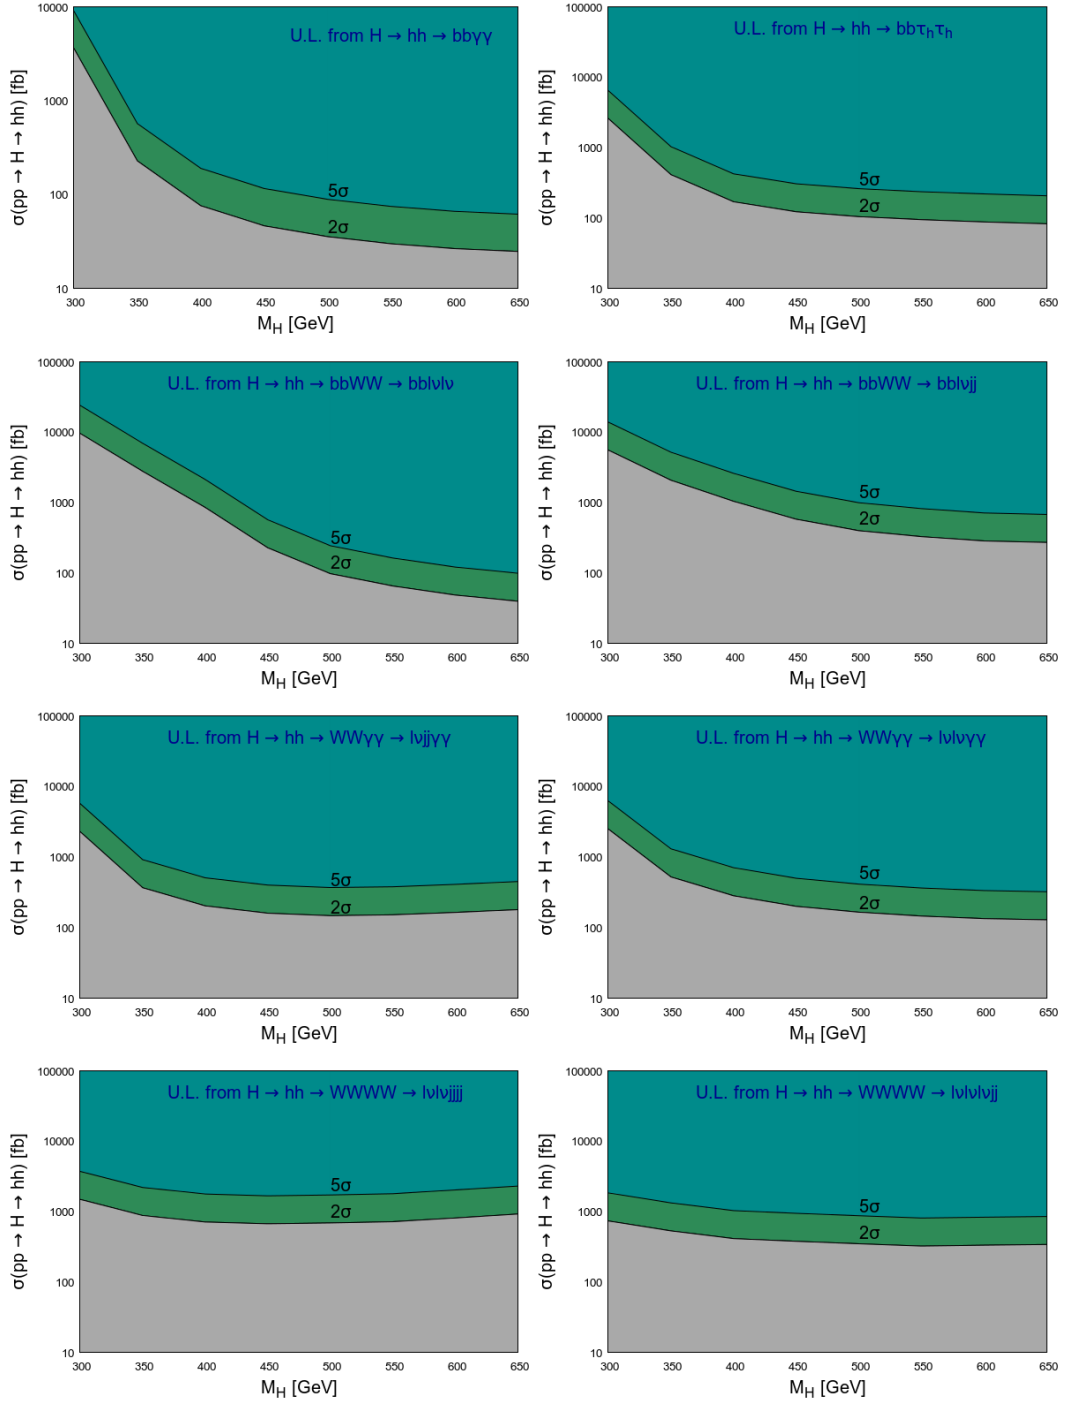 U.L. from H → hh → bbγγ
σ(pp → H → hh) [fb]
10000
1000
100
10
5σ
2σ
300 350 400 450 500 550 600 650
M_H [GeV]
U.L. from H → hh → bbτ_hτ_h
σ(pp → H → hh) [fb]
100000
10000
1000
100
10
5σ
2σ
300 350 400 450 500 550 600 650
M_H [GeV]
U.L. from H → hh → bbWW → bblνlν
σ(pp → H → hh) [fb]
100000
10000
1000
100
10
5σ
2σ
300 350 400 450 500 550 600 650
M_H [GeV]
U.L. from H → hh → bbWW → bblνjj
σ(pp → H → hh) [fb]
100000
10000
1000
100
10
5σ
2σ
300 350 400 450 500 550 600 650
M_H [GeV]
U.L. from H → hh → WWγγ → lνjjγγ
σ(pp → H → hh) [fb]
100000
10000
1000
100
10
5σ
2σ
300 350 400 450 500 550 600 650
M_H [GeV]
U.L. from H → hh → WWγγ → lνlνγγ
σ(pp → H → hh) [fb]
100000
10000
1000
100
10
5σ
2σ
300 350 400 450 500 550 600 650
M_H [GeV]
U.L. from H → hh → WWWW → lνlνjjjj
σ(pp → H → hh) [fb]
100000
10000
1000
100
10
5σ
2σ
300 350 400 450 500 550 600 650
M_H [GeV]
U.L. from H → hh → WWWW → lνlνlνjj
σ(pp → H → hh) [fb]
100000
10000
1000
100
10
5σ
2σ
300 350 400 450 500 550 600 650
M_H [GeV]